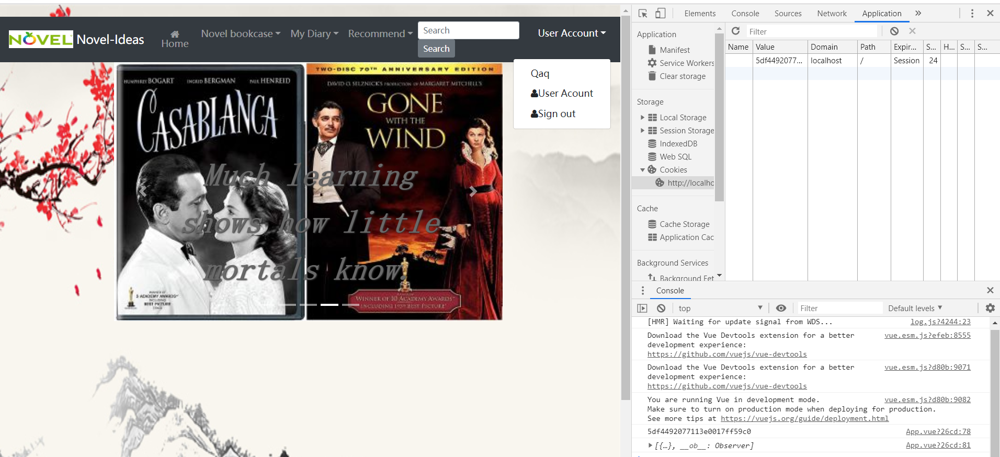 NOVEL Novel-Ideas
Home
Novel bookcase
My Diary
Recommend
Search
Search
User Account
Qaq
User Acount
Sign out
HUMPHREY BOGART INGRID BERGMAN PAUL HENREID
CASABLANCA
WINNER OF
3 ACADEMY AWARDS
INCLUDING
BEST PICTURE
TWO-DISC 70TH ANNIVERSARY EDITION
DAVID O. SELZNICK'S PRODUCTION OF MARGARET MITCHELL'S
GONE
WITH THE
WIND
WINNER OF 10 ACADEMY AWARDS
INCLUDING 1939 BEST PICTURE!
Much learning
shows how little
mortals know.
Elements Console Sources Network Application
Application
Manifest
Service Workers
Clear storage
Storage
Local Storage
Session Storage
IndexedDB
Web SQL
Cookies
http://localho
Cache
Cache Storage
Application Cac
Background Services
Background Fet
Filter
Name Value Domain Path Expir... S... H... S... S...
5df4492077... localhost / Session 24
Console
top Filter Default levels
[HMR] Waiting for update signal from WDS... log.js?4244:23
Download the Vue Devtools extension for a better vue.esm.js?efeb:8555
development experience:
https://github.com/vuejs/vue-devtools
Download the Vue Devtools extension for a better vue.esm.js?d80b:9071
development experience:
https://github.com/vuejs/vue-devtools
You are running Vue in development mode. vue.esm.js?d80b:9082
Make sure to turn on production mode when deploying for production.
See more tips at https://vuejs.org/guide/deployment.html
5df4492077113e0017ff59c0 App.vue?26cd:78
[{…}, __ob__: Observer] App.vue?26cd:81